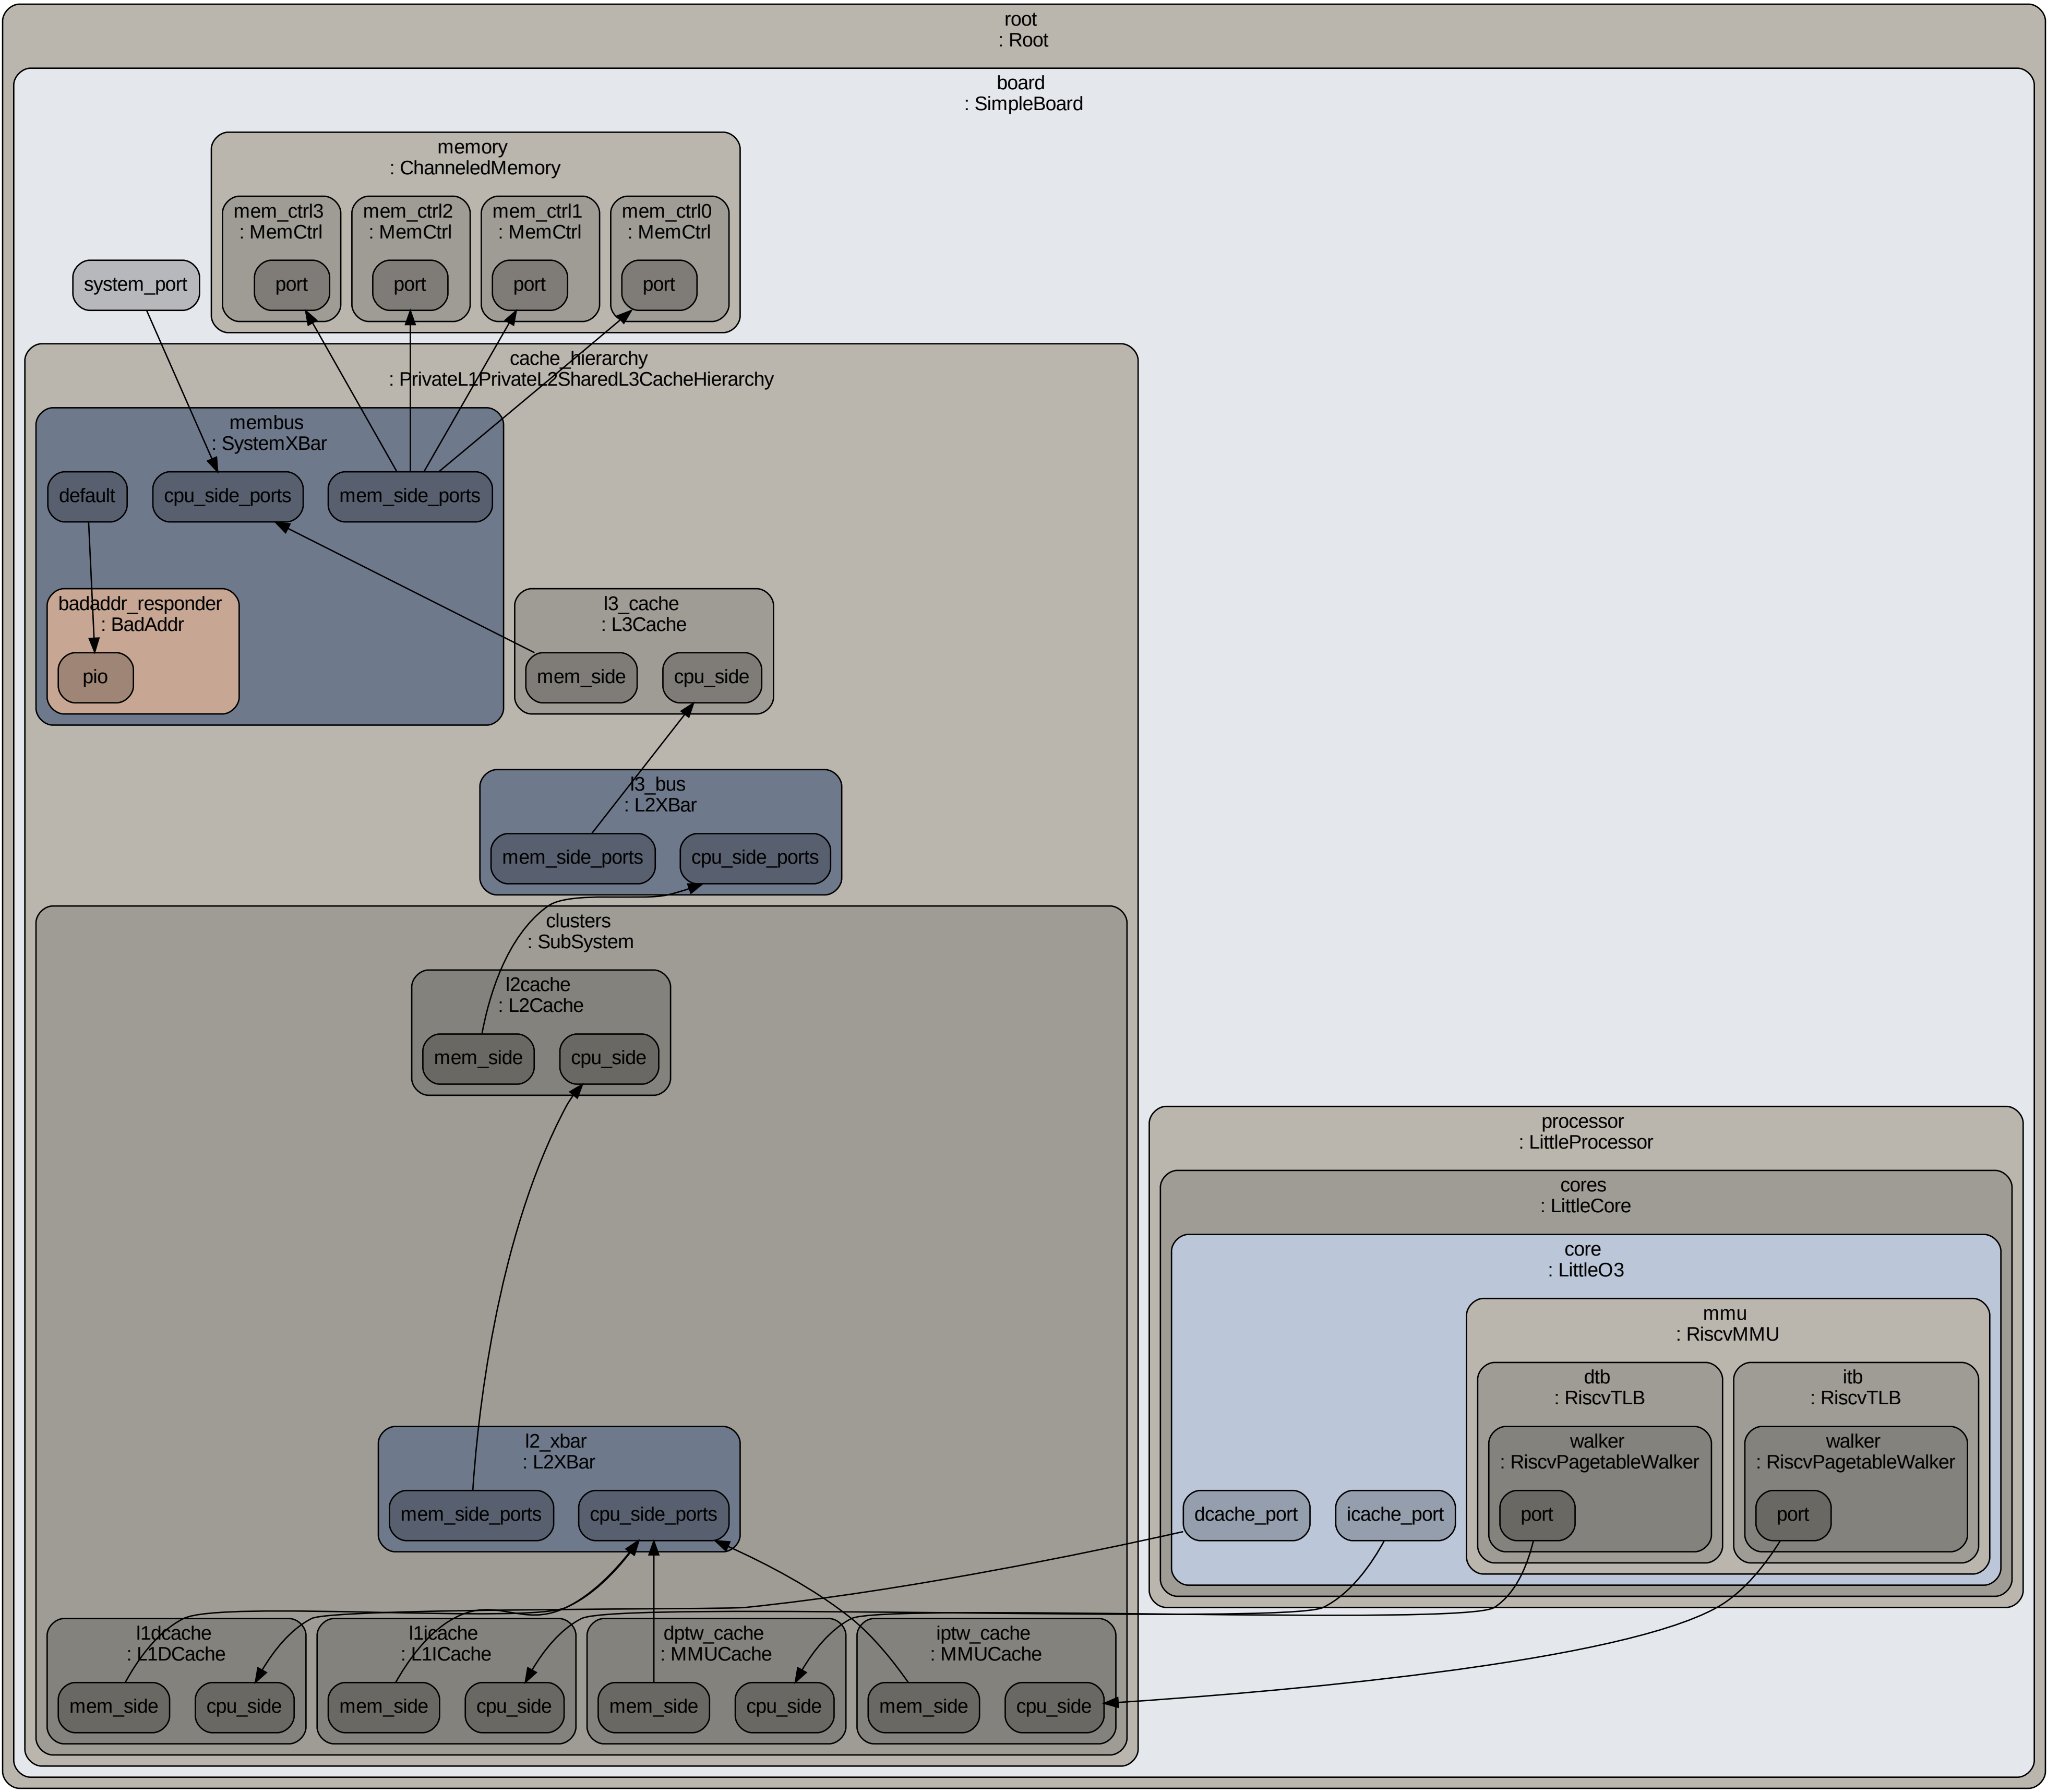 root
: Root
board
: SimpleBoard
memory
: ChanneledMemory
mem_ctrl3
: MemCtrl
port
mem_ctrl2
: MemCtrl
port
mem_ctrl1
: MemCtrl
port
mem_ctrl0
: MemCtrl
port
system_port
cache_hierarchy
: PrivateL1PrivateL2SharedL3CacheHierarchy
membus
: SystemXBar
default
cpu_side_ports
mem_side_ports
badaddr_responder
: BadAddr
pio
l3_cache
: L3Cache
mem_side
cpu_side
l3_bus
: L2XBar
mem_side_ports
cpu_side_ports
clusters
: SubSystem
l2cache
: L2Cache
mem_side
cpu_side
l2_xbar
: L2XBar
mem_side_ports
cpu_side_ports
l1dcache
: L1DCache
mem_side
cpu_side
l1icache
: L1ICache
mem_side
cpu_side
dptw_cache
: MMUCache
mem_side
cpu_side
iptw_cache
: MMUCache
mem_side
cpu_side
processor
: LittleProcessor
cores
: LittleCore
core
: LittleO3
dcache_port
icache_port
mmu
: RiscvMMU
dtb
: RiscvTLB
walker
: RiscvPagetableWalker
port
itb
: RiscvTLB
walker
: RiscvPagetableWalker
port